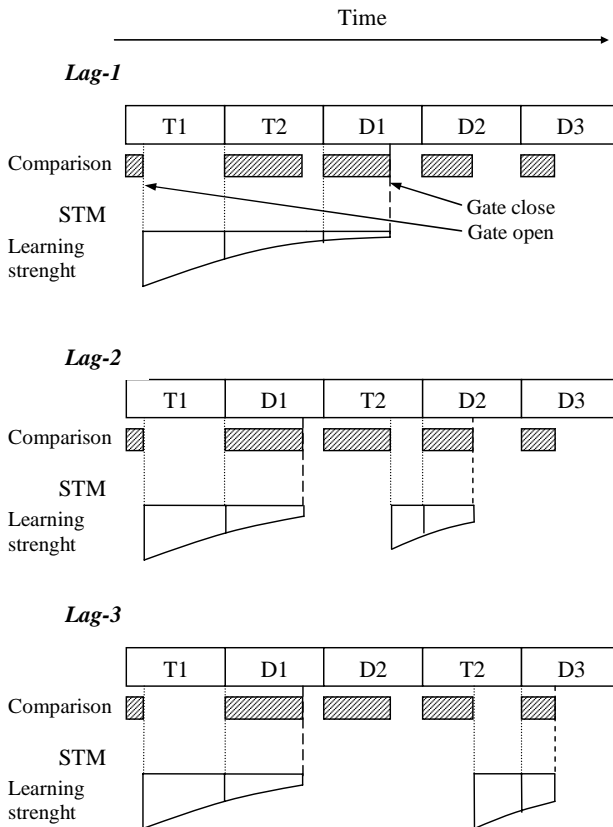 Time
Lag-1
T1 T2 D1 D2 D3
Comparison
Gate close
STM
Gate open
Learning
strenght
Lag-2
T1 D1 T2 D2 D3
Comparison
STM
Learning
strenght
Lag-3
T1 D1 D2 T2 D3
Comparison
STM
Learning
strenght